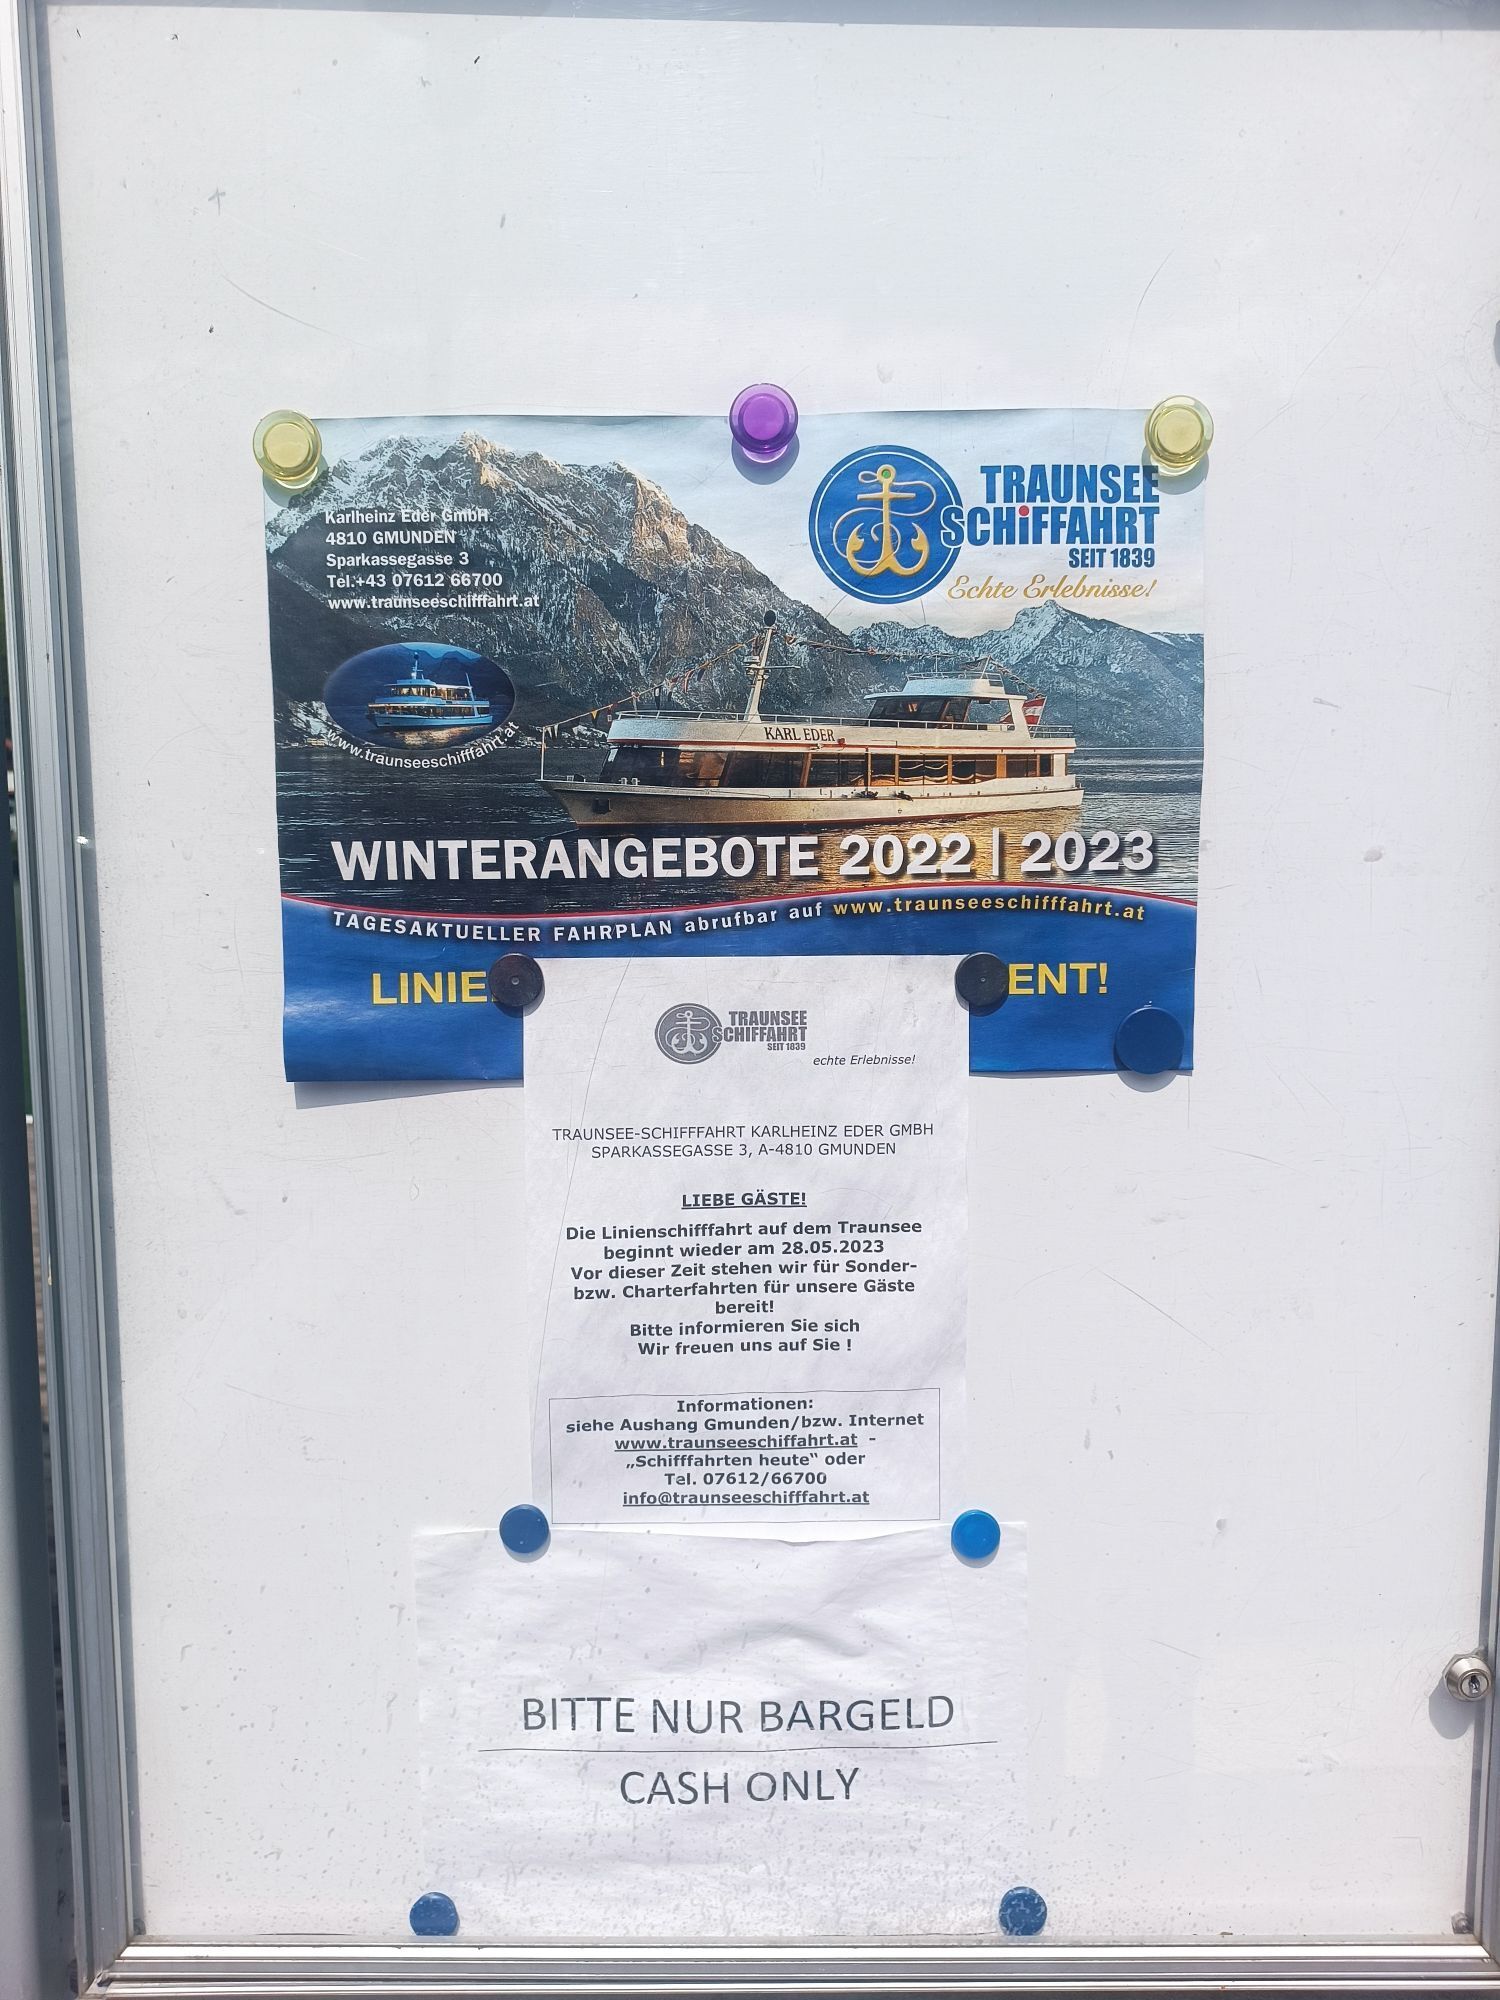 Karlheinz Eder GmbH.
4810 GMUNDEN
Sparkassegasse 3
Tel.+43 07612 66700
www.traunseeschifffahrt.at
TRAUNSEE
SCHiFFAHRT
SEIT 1839
Echte Erlebnisse!
www.traunseeschifffahrt.at
KARL EDER
WINTERANGEBOTE 2022 | 2023
TAGESAKTUELLER FAHRPLAN abrufbar auf www.traunseeschifffahrt.at
TRAUNSEE
SCHIFFAHRT
SEIT 1839
echte Erlebnisse!
TRAUNSEE-SCHIFFFAHRT KARLHEINZ EDER GMBH
SPARKASSEGASSE 3, A-4810 GMUNDEN
LIEBE GÄSTE!
Die Linienschifffahrt auf dem Traunsee
beginnt wieder am 28.05.2023
Vor dieser Zeit stehen wir für Sonder-
bzw. Charterfahrten für unsere Gäste
bereit!
Bitte informieren Sie sich
Wir freuen uns auf Sie !
Informationen:
siehe Aushang Gmunden/bzw. Internet
www.traunseeschiffahrt.at -
„Schifffahrten heute“ oder
Tel. 07612/66700
info@traunseeschifffahrt.at
BITTE NUR BARGELD
CASH ONLY